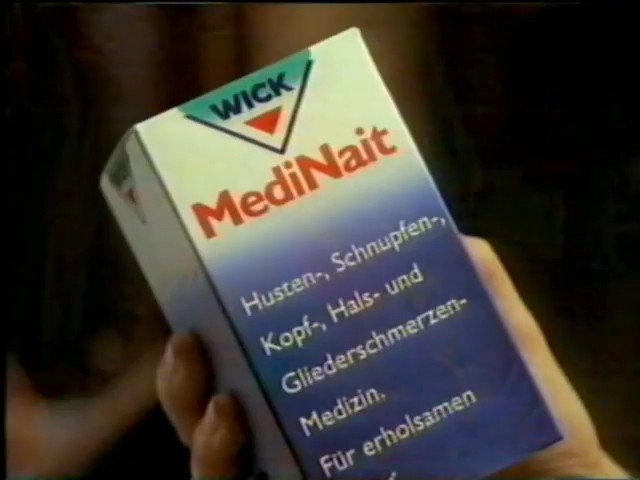 WICK
MediNait
Husten-, Schnupfen-,
Kopf-, Hals- und
Gliederschmerzen-
Medizin.
Für erholsamen